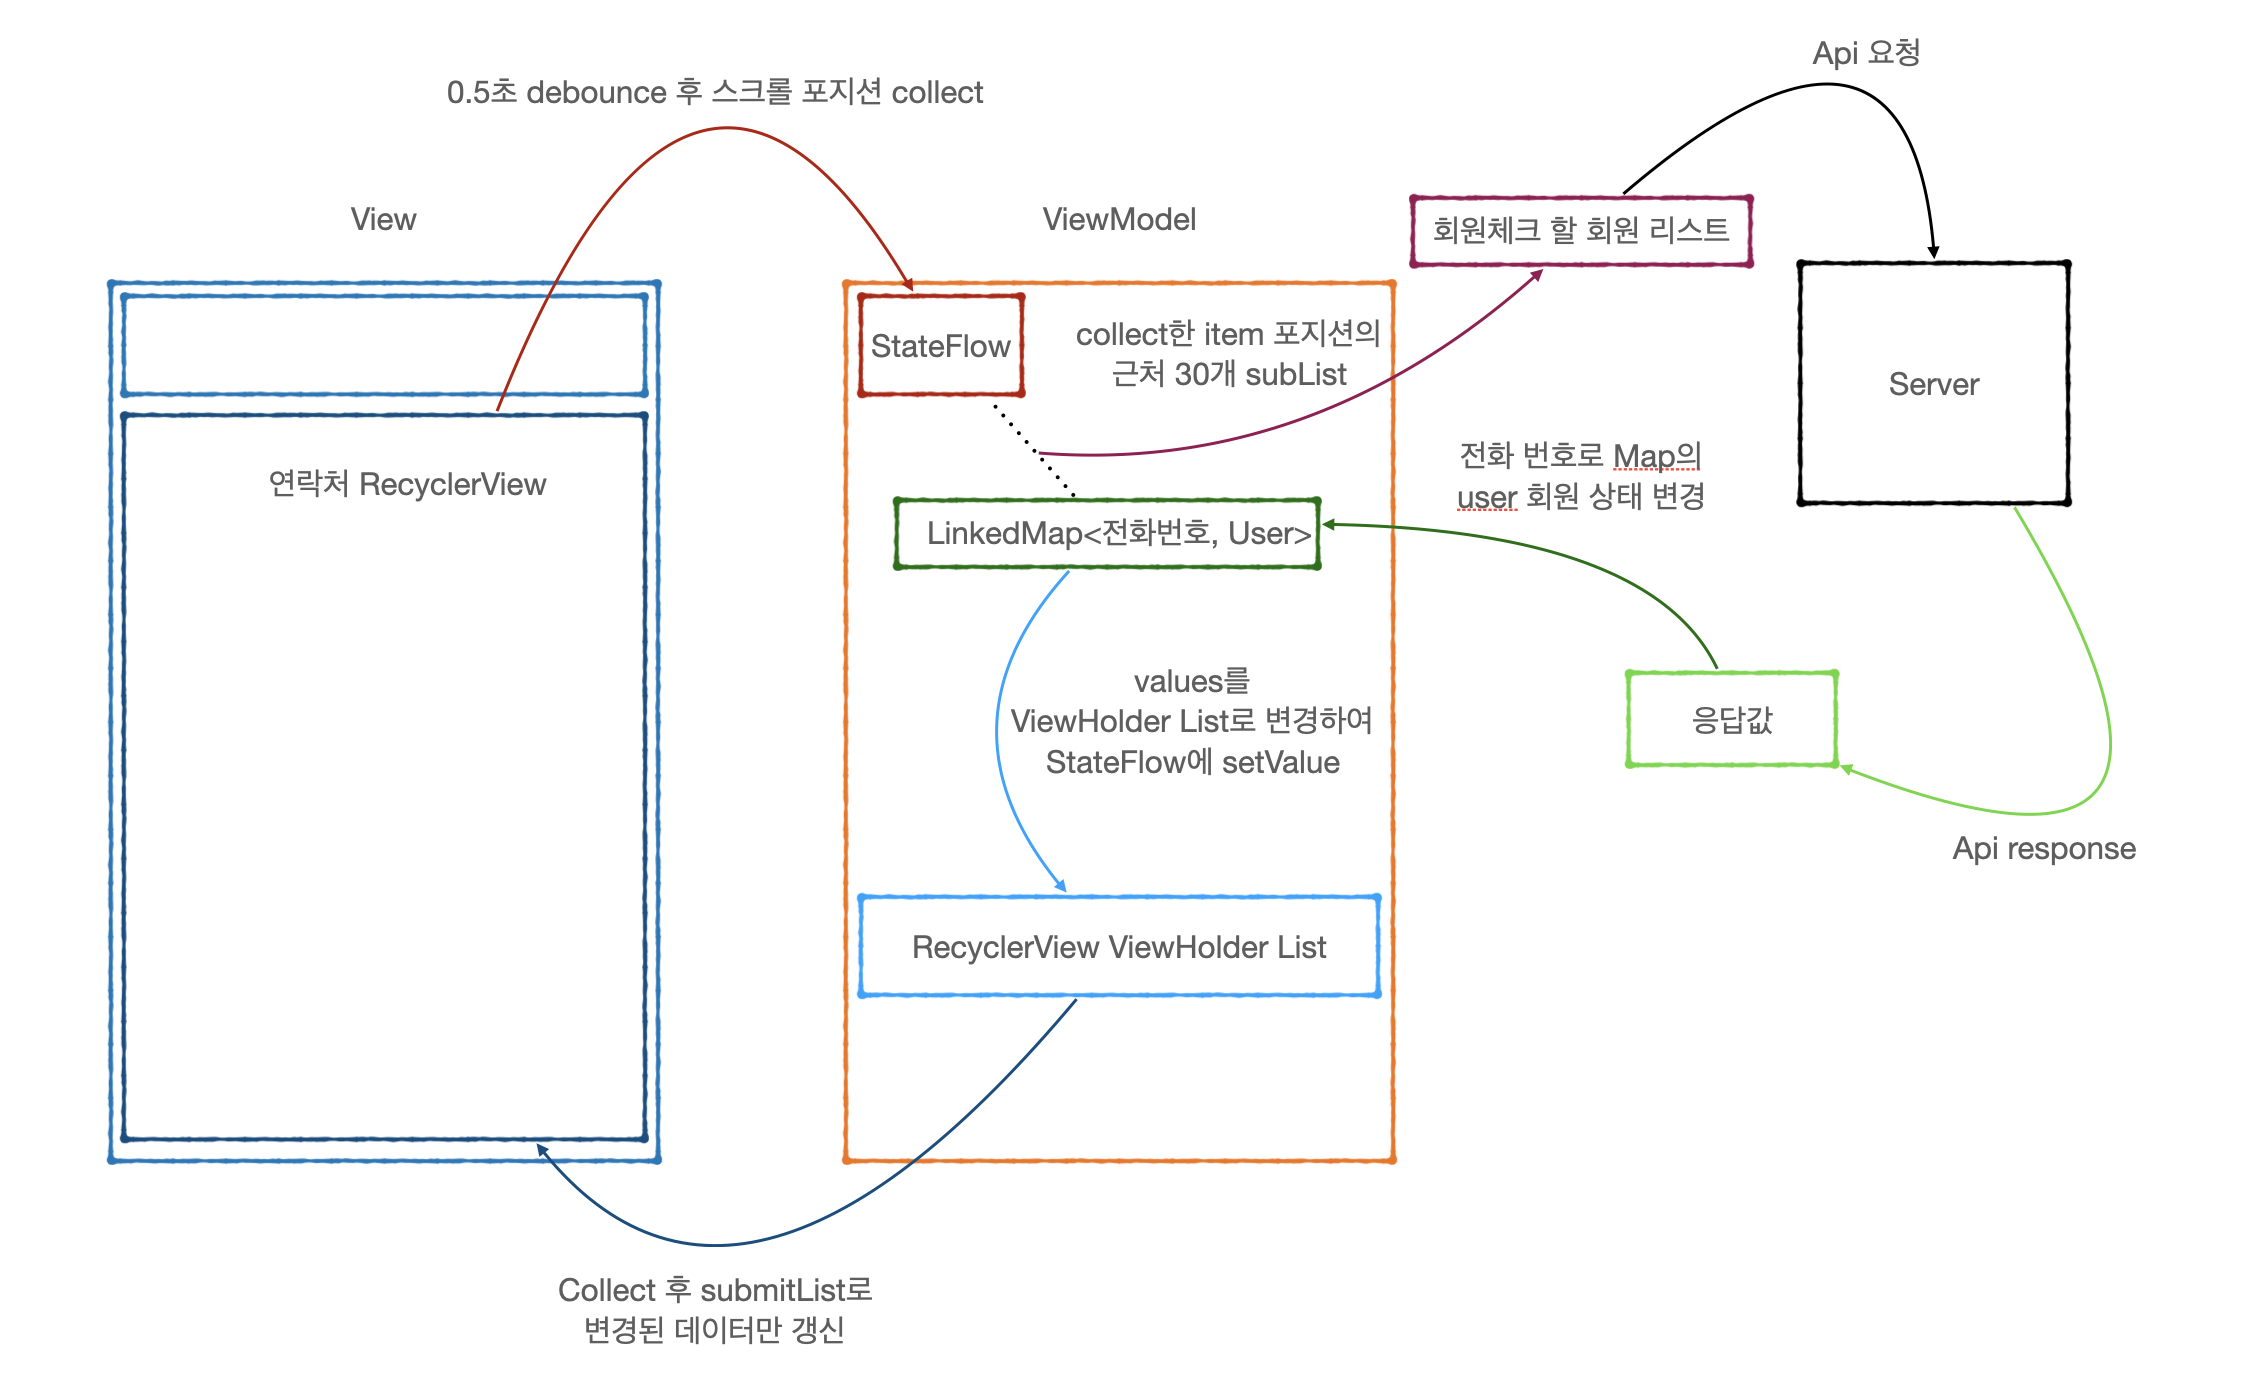 Api 요청
0.5초 debounce 후 스크롤 포지션 collect
View
ViewModel
회원체크 할 회원 리스트
StateFlow
collect한 item 포지션의
근처 30개 subList
Server
연락처 RecyclerView
전화 번호로 Map의
user 회원 상태 변경
LinkedMap<전화번호, User>
values를
ViewHolder List로 변경하여
StateFlow에 setValue
응답값
Api response
RecyclerView ViewHolder List
Collect 후 submitList로
변경된 데이터만 갱신